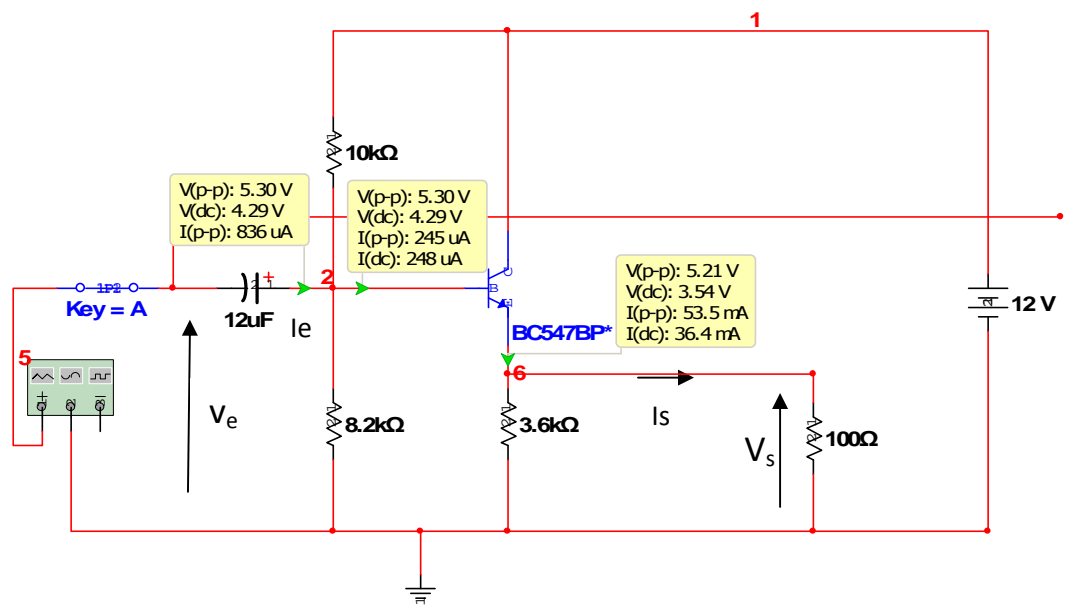 1
10kΩ
V(p-p): 5.30 V
V(dc): 4.29 V
I(p-p): 836 uA
V(p-p): 5.30 V
V(dc): 4.29 V
I(p-p): 245 uA
I(dc): 248 uA
V(p-p): 5.21 V
V(dc): 3.54 V
I(p-p): 53.5 mA
I(dc): 36.4 mA
2
Key = A
12uF
Ie
B
C
E
BC547BP*
12 V
5
6
Ve
8.2kΩ
3.6kΩ
Is
Vs
100Ω